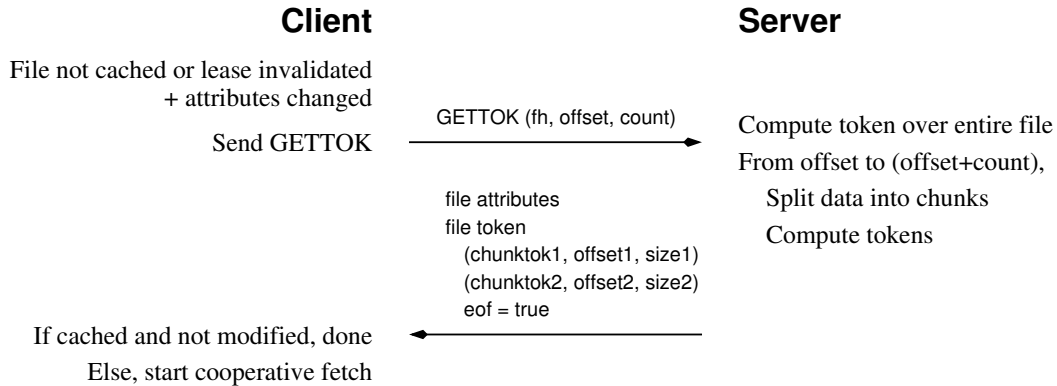 Client
Server
File not cached or lease invalidated
+ attributes changed
Send GETTOK
GETTOK (fh, offset, count)
Compute token over entire file
From offset to (offset+count),
Split data into chunks
Compute tokens
file attributes
file token
(chunktok1, offset1, size1)
(chunktok2, offset2, size2)
eof = true
If cached and not modified, done
Else, start cooperative fetch